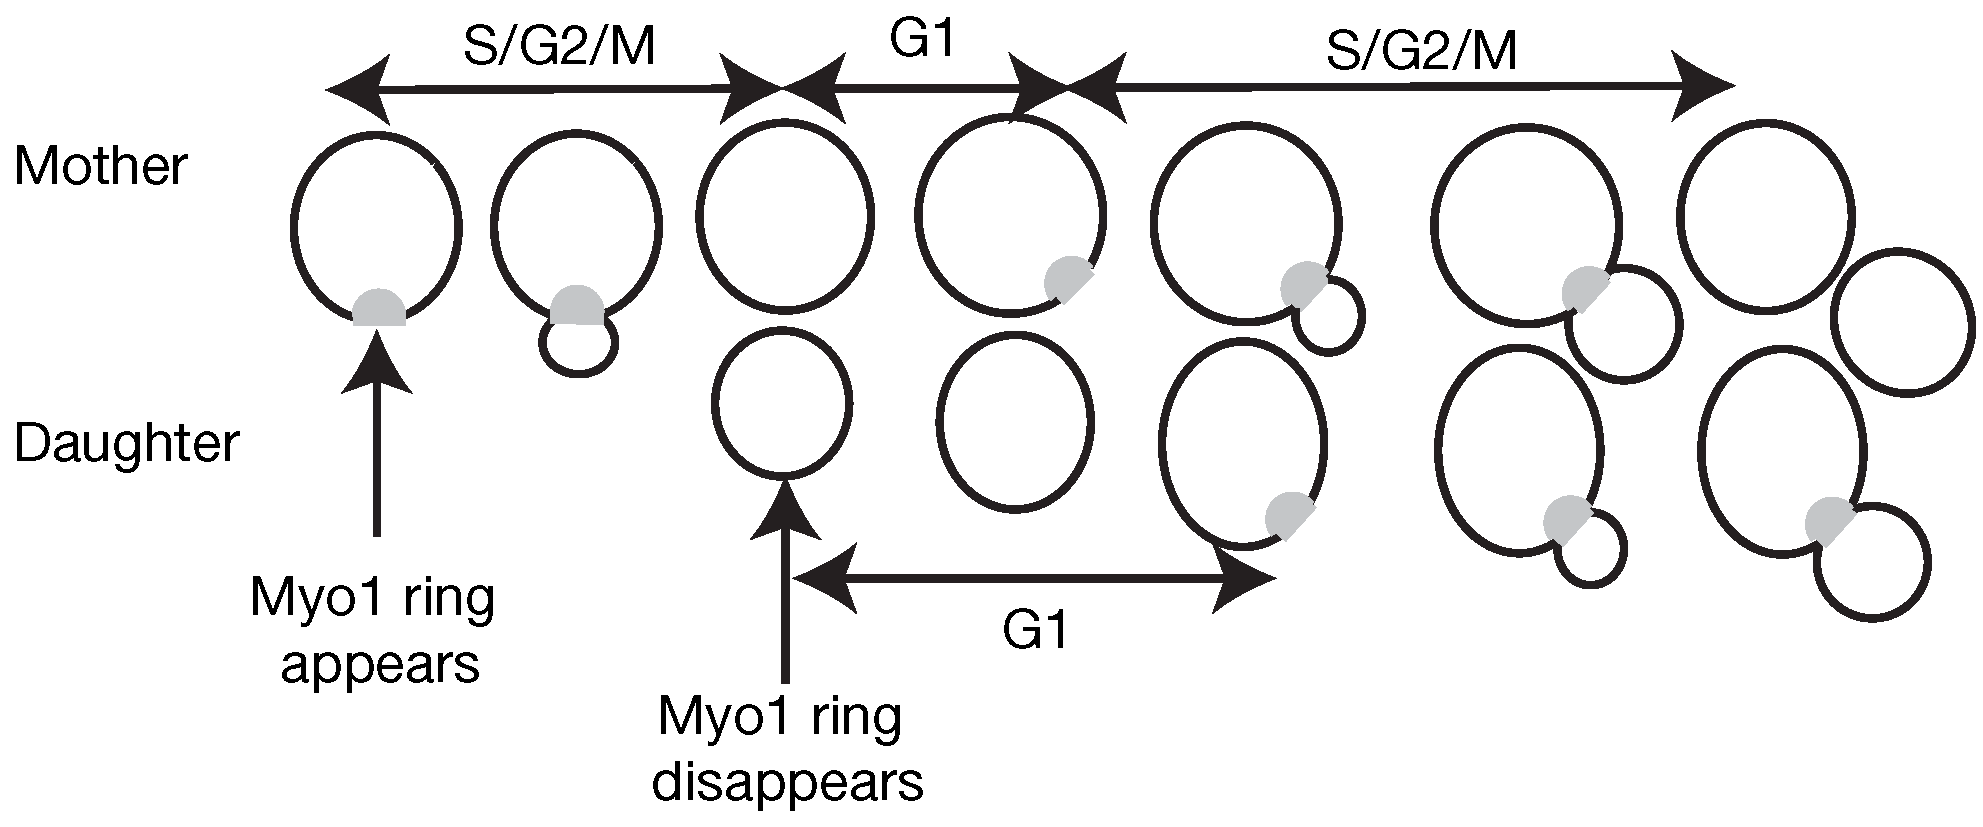 S/G2/M
G1
S/G2/M
Mother
Daughter
Myo1 ring
appears
G1
Myo1 ring
disappears